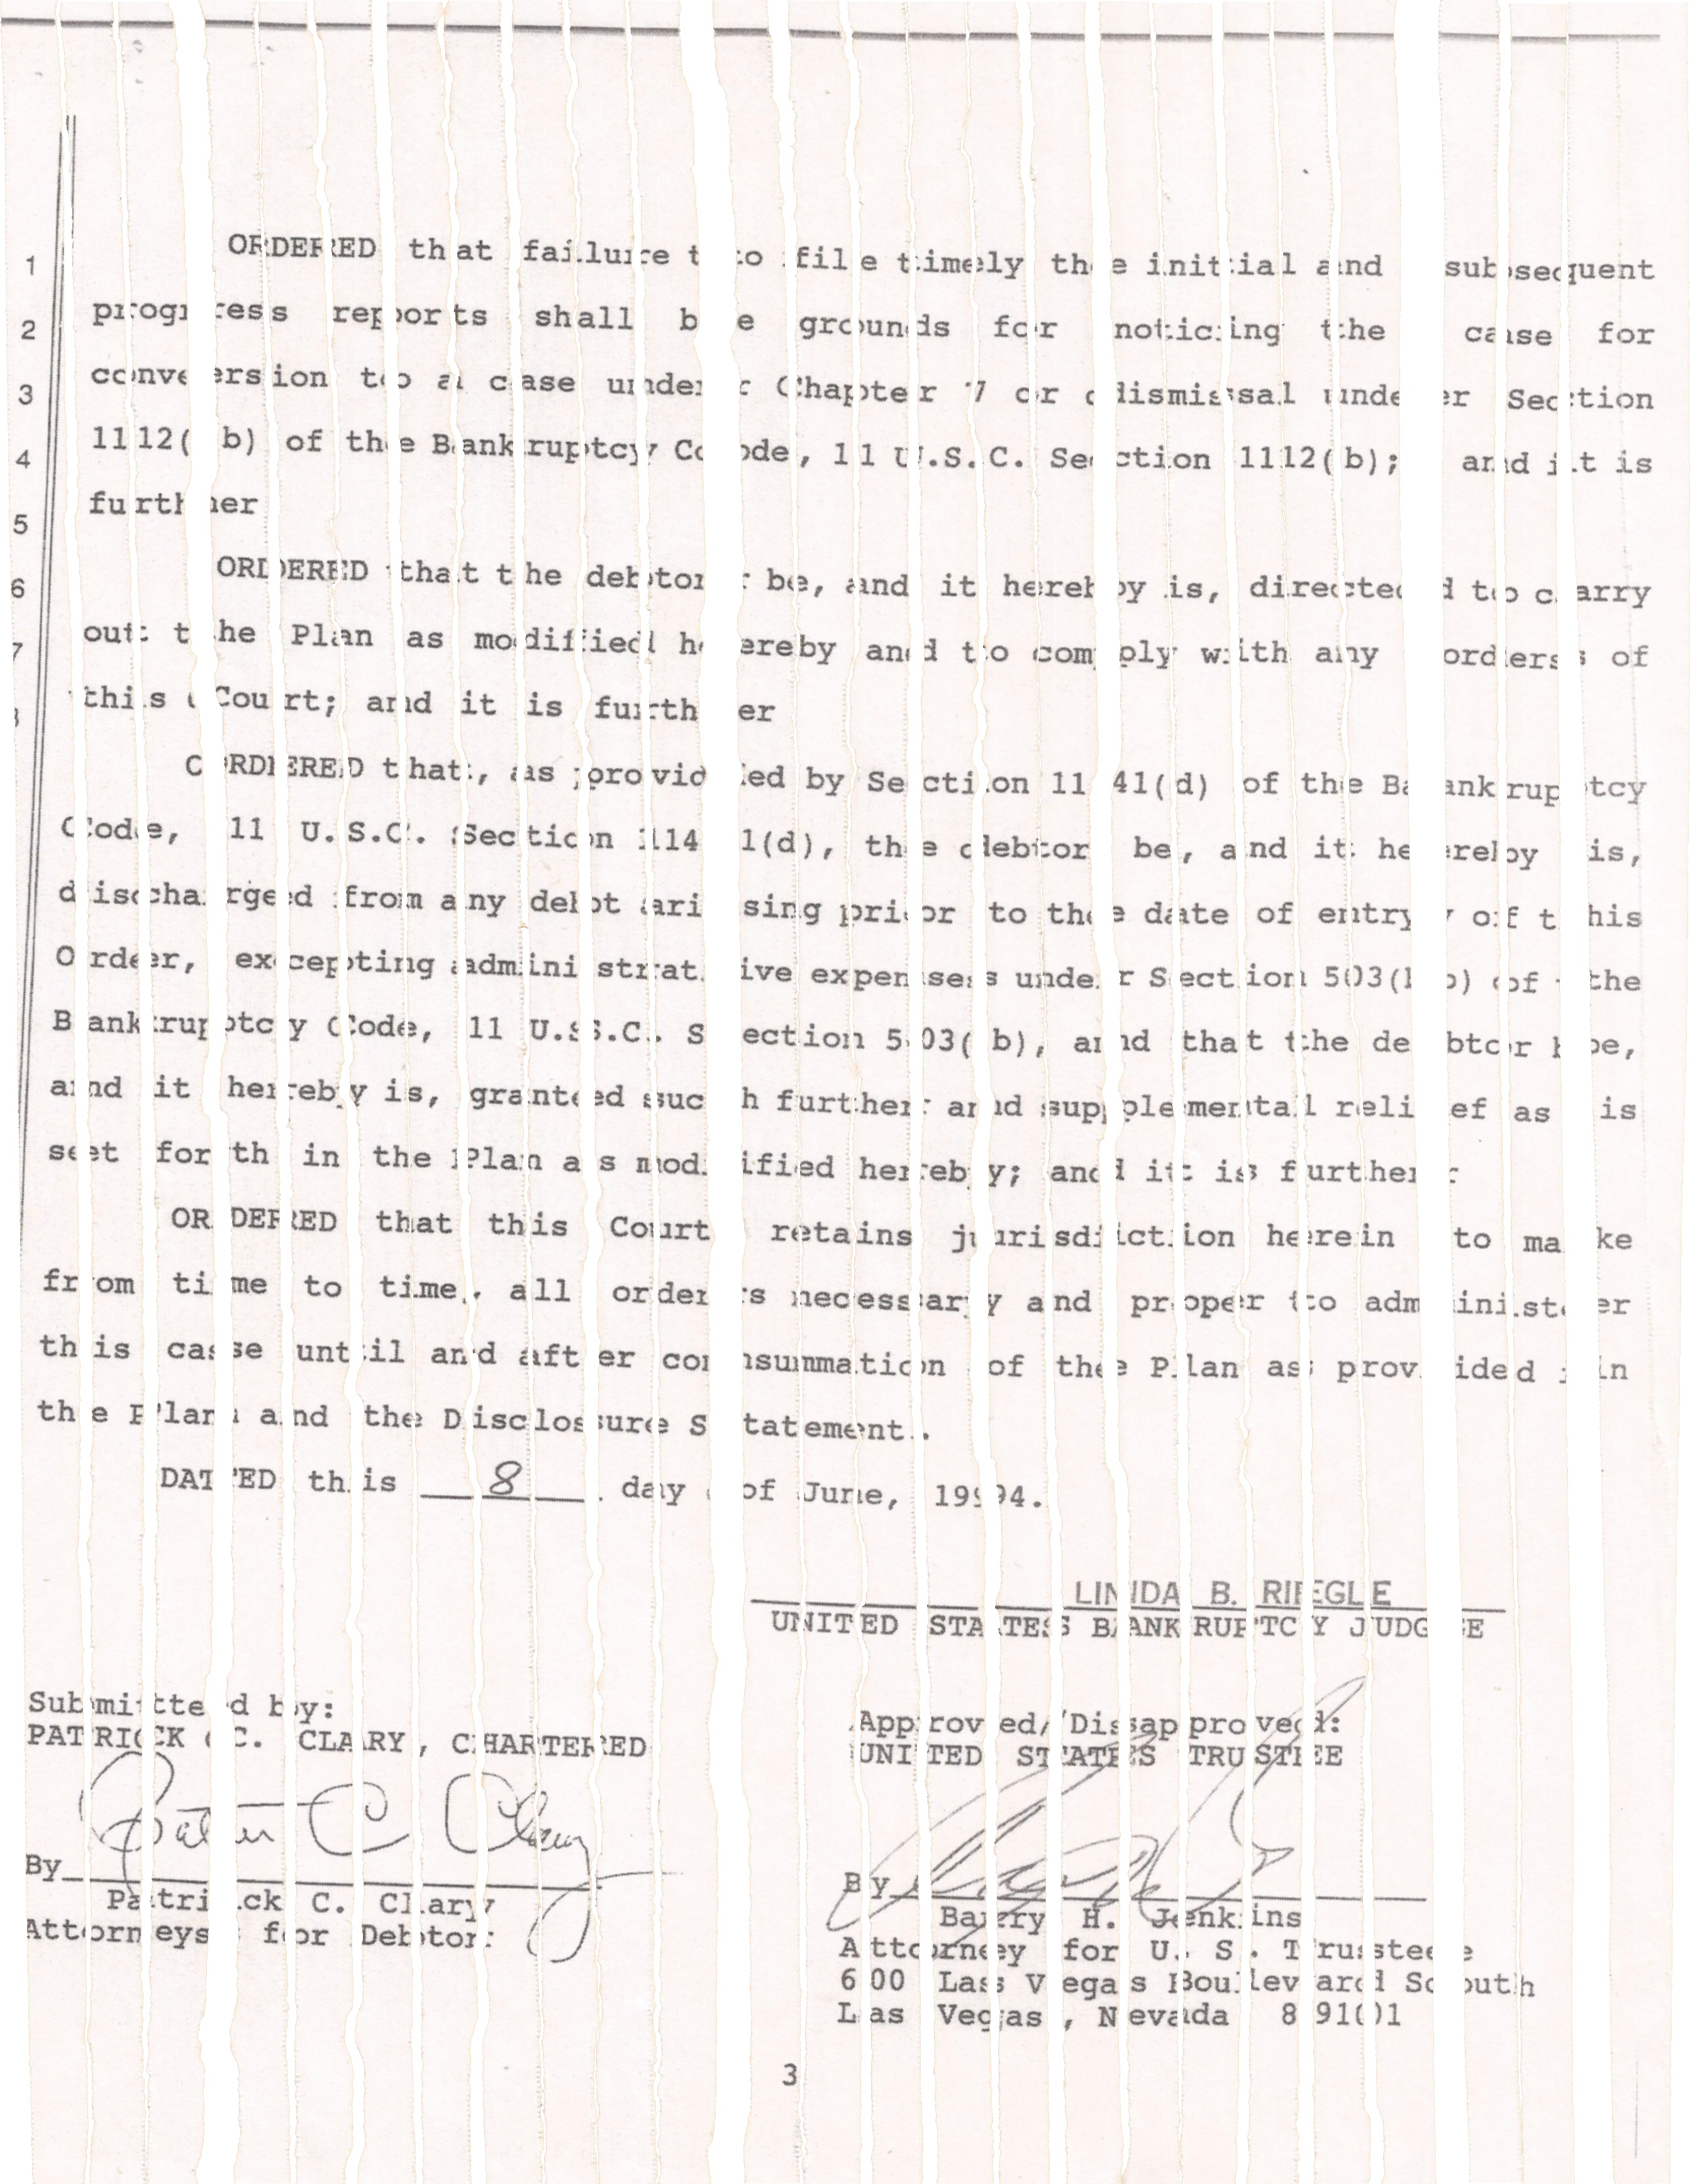 1 ORDERED that failure to file timely the initial and subsequent
2 progress reports shall be grounds for noticing the case for
3 conversion to a case under Chapter 7 or dismissal under Section
4 1112(b) of the Bankruptcy Code, 11 U.S.C. Section 1112(b); and it is
5 further
6 ORDERED that the debtor be, and it hereby is, directed to carry
7 out the Plan as modified hereby and to comply with any orders of
this Court; and it is further
ORDERED that, as provided by Section 1141(d) of the Bankruptcy
Code, 11 U.S.C. Section 1141(d), the debtor be, and it hereby is,
discharged from any debt arising prior to the date of entry of this
Order, excepting administrative expenses under Section 503(b) of the
Bankruptcy Code, 11 U.S.C. Section 503(b), and that the debtor be,
and it hereby is, granted such further and supplemental relief as is
set forth in the Plan as modified hereby; and it is further
ORDERED that this Court retains jurisdiction herein to make
from time to time, all orders necessary and proper to administer
this case until and after consummation of the Plan as provided in
the Plan and the Disclosure Statement.
DATED this 8 day of June, 1994.
LINDA B. RIEGLE
UNITED STATES BANKRUPTCY JUDGE
Submitted by:
PATRICK C. CLARY, CHARTERED
Patrick C Clary
By
Patrick C. Clary
Attorneys for Debtor
Approved/Disapproved:
UNITED STATES TRUSTEE
By
Barry H. Jenkins
Attorney for U. S. Trustee
600 Las Vegas Boulevard South
Las Vegas, Nevada 89101
3